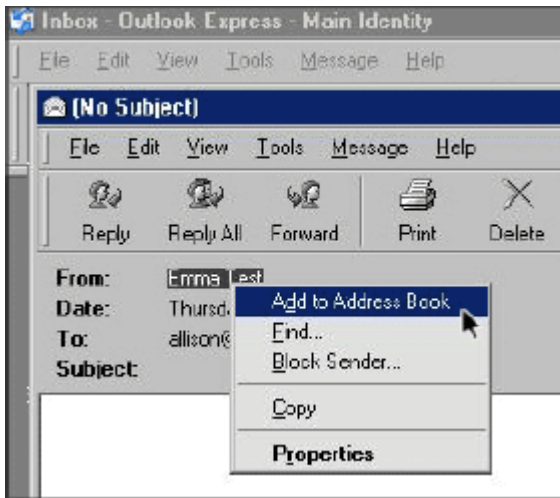 Inbox - Outlook Express - Main Identity
File Edit View Tools Message Help
(No Subject)
File Edit View Tools Message Help
Reply Reply All Forward Print Delete
From: Emma Test
Date: Thursd
To: allison@
Subject:
Add to Address Book
Find...
Block Sender...
Copy
Properties